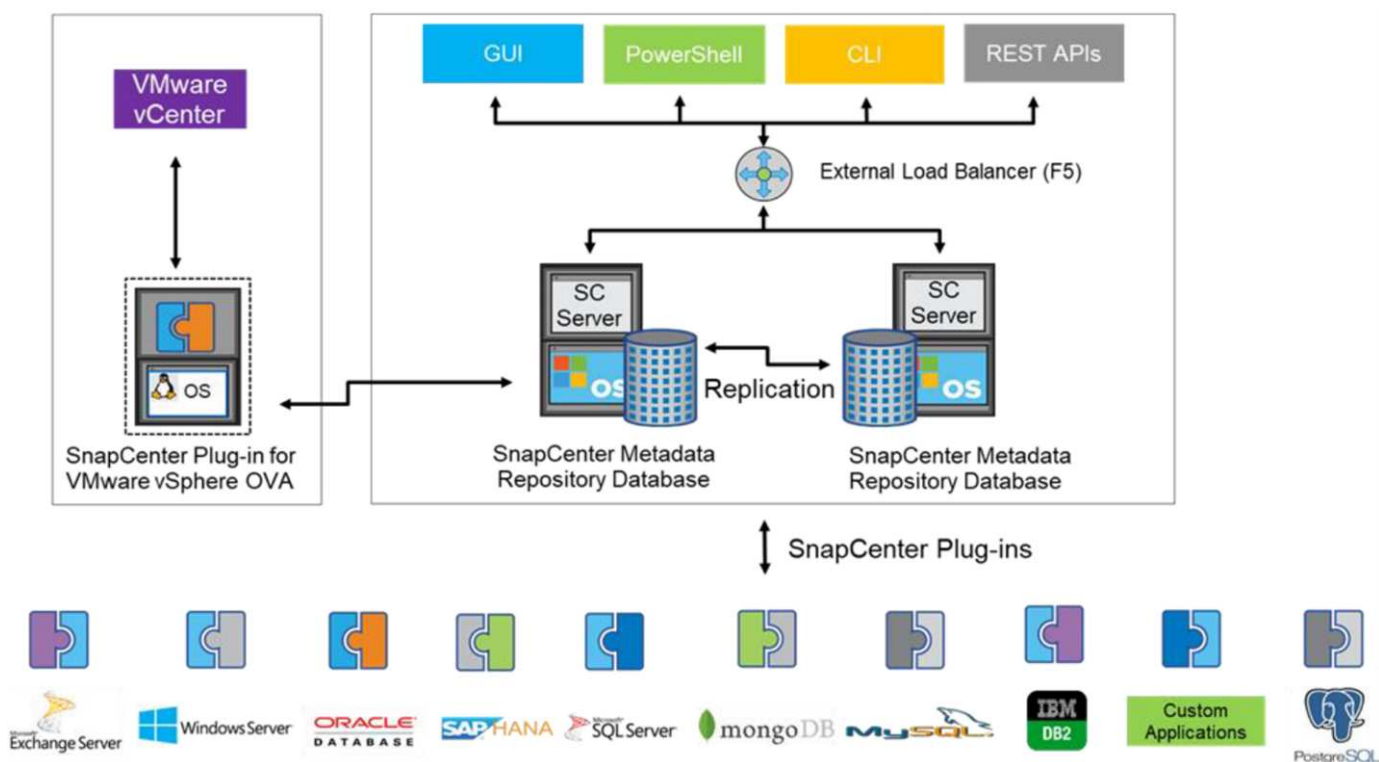 VMware
vCenter
GUI
PowerShell
CLI
REST APIs
External Load Balancer (F5)
SC
Server
SC
Server
OS
OS
OS
Replication
SnapCenter Plug-in for
VMware vSphere OVA
SnapCenter Metadata
Repository Database
SnapCenter Metadata
Repository Database
SnapCenter Plug-ins
Microsoft
Exchange Server
Windows Server
ORACLE
DATABASE
SAP HANA
Microsoft
SQL Server
mongoDB
MySQL
IBM
DB2
Custom
Applications
PostgreSQL